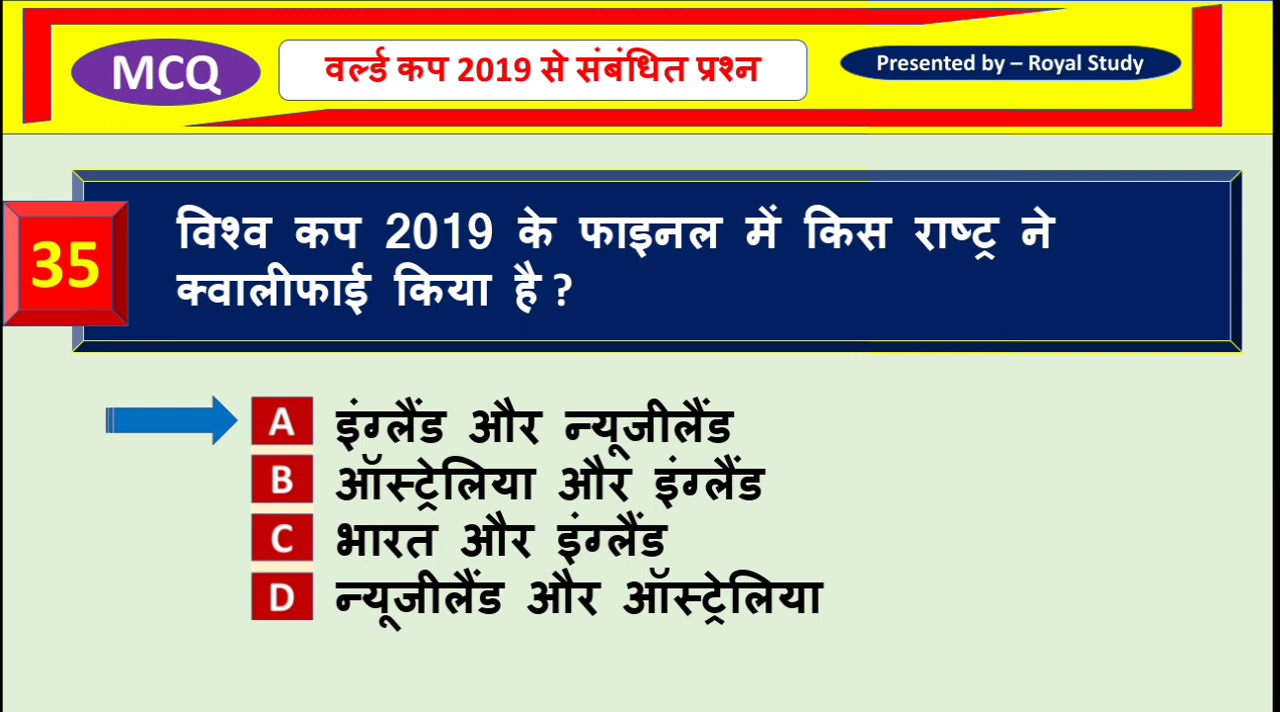 MCQ
वर्ल्ड कप 2019 से संबंधित प्रश्न
Presented by – Royal Study
35
विश्व कप 2019 के फाइनल में किस राष्ट्र ने
क्वालीफाई किया है ?
A इंग्लैंड और न्यूजीलैंड
B ऑस्ट्रेलिया और इंग्लैंड
C भारत और इंग्लैंड
D न्यूजीलैंड और ऑस्ट्रेलिया